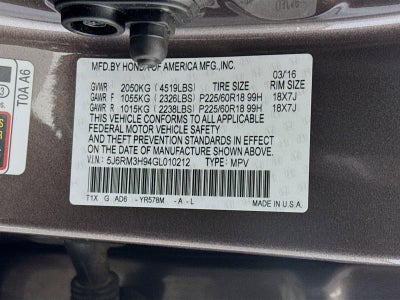 MFD.BY HONDA OF AMERICA MFG.,INC.
03/16
GVWR 2050KG (4519LBS) TIRE SIZE RIM SIZE
GAWR F 1055KG (2326LBS) P225/60R18 99H 18X7J
GAWR R 1015KG (2238LBS) P225/60R18 99H 18X7J
THIS VEHICLE CONFORMS TO ALL APPLICABLE
FEDERAL MOTOR VEHICLE SAFETY AND
THEFT PREVENTION STANDARDS IN EFFECT ON
THE DATE OF MANUFACTURE SHOWN ABOVE.
V.I.N.: 5J6RM3H94GL010212 TYPE: MPV
T1X G AD6 - YR578M - A - L
MADE IN U.S.A.
T0A A6